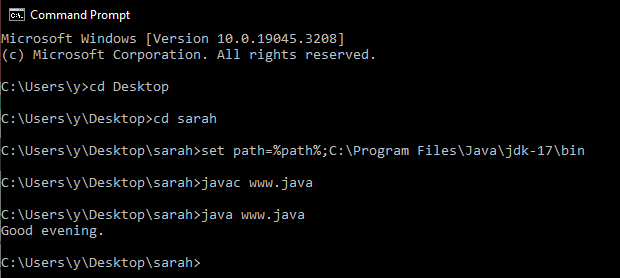 Command Prompt
Microsoft Windows [Version 10.0.19045.3208]
(c) Microsoft Corporation. All rights reserved.
C:\Users\y>cd Desktop
C:\Users\y\Desktop>cd sarah
C:\Users\y\Desktop\sarah>set path=%path%;C:\Program Files\Java\jdk-17\bin
C:\Users\y\Desktop\sarah>javac www.java
C:\Users\y\Desktop\sarah>java www.java
Good evening.
C:\Users\y\Desktop\sarah>